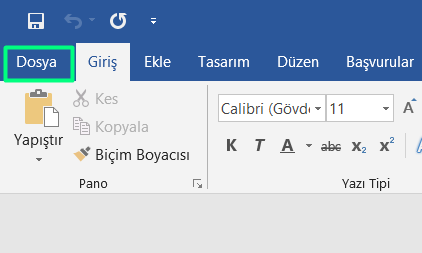 Dosya Giriş Ekle Tasarım Düzen Başvurular
Yapıştır
Kes
Kopyala
Biçim Boyacısı
Pano
Calibri (Gövd 11 A
K T A abc x₂ x²
Yazı Tipi